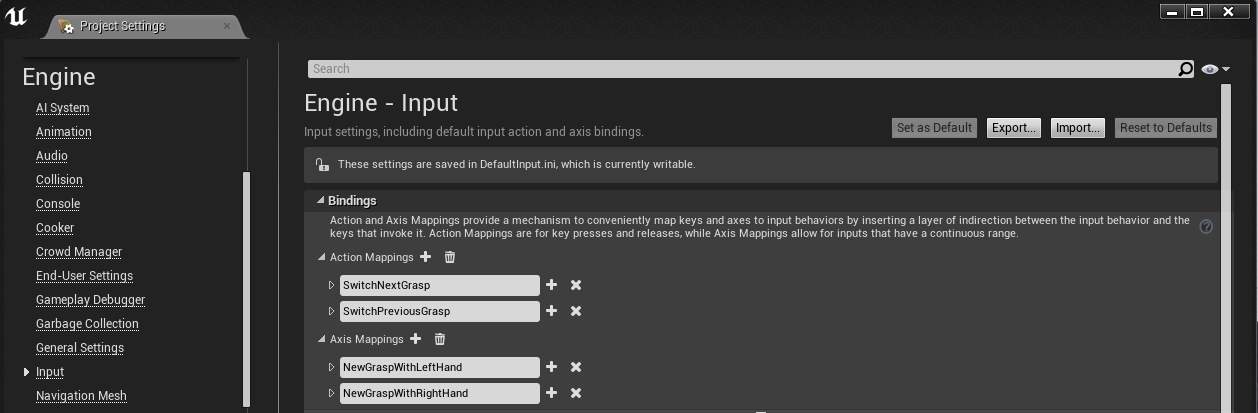 Project Settings
Engine
AI System
Animation
Audio
Collision
Console
Cooker
Crowd Manager
End-User Settings
Gameplay Debugger
Garbage Collection
General Settings
Input
Navigation Mesh
Search
Engine - Input
Input settings, including default input action and axis bindings.
Set as Default
Export...
Import...
Reset to Defaults
These settings are saved in DefaultInput.ini, which is currently writable.
Bindings
Action and Axis Mappings provide a mechanism to conveniently map keys and axes to input behaviors by inserting a layer of indirection between the input behavior and the
keys that invoke it. Action Mappings are for key presses and releases, while Axis Mappings allow for inputs that have a continuous range.
Action Mappings
SwitchNextGrasp
SwitchPreviousGrasp
Axis Mappings
NewGraspWithLeftHand
NewGraspWithRightHand